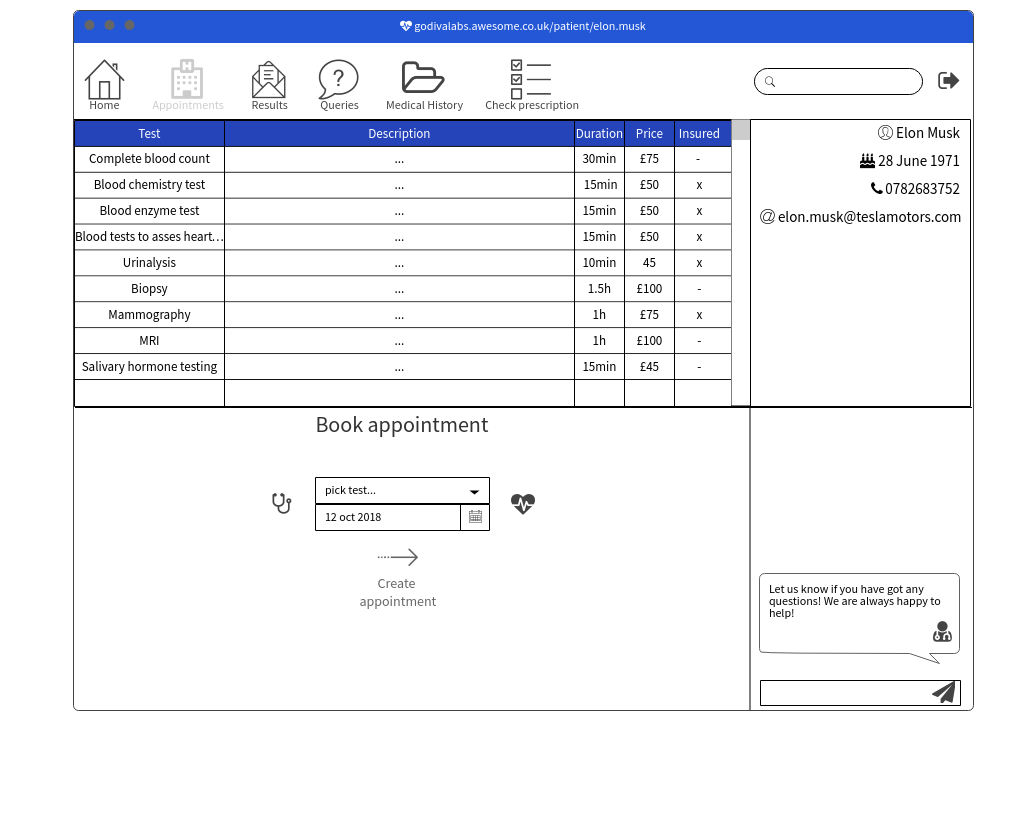 godivalabs.awesome.co.uk/patient/elon.musk
Home Appointments Results Queries Medical History Check prescription
Test Description Duration Price Insured
Complete blood count ... 30min £75 -
Blood chemistry test ... 15min £50 x
Blood enzyme test ... 15min £50 x
Blood tests to asses heart... ... 15min £50 x
Urinalysis ... 10min 45 x
Biopsy ... 1.5h £100 -
Mammography ... 1h £75 x
MRI ... 1h £100 -
Salivary hormone testing ... 15min £45 -
Elon Musk
28 June 1971
0782683752
elon.musk@teslamotors.com
Book appointment
pick test...
12 oct 2018
Create
appointment
Let us know if you have got any
questions! We are always happy to
help!